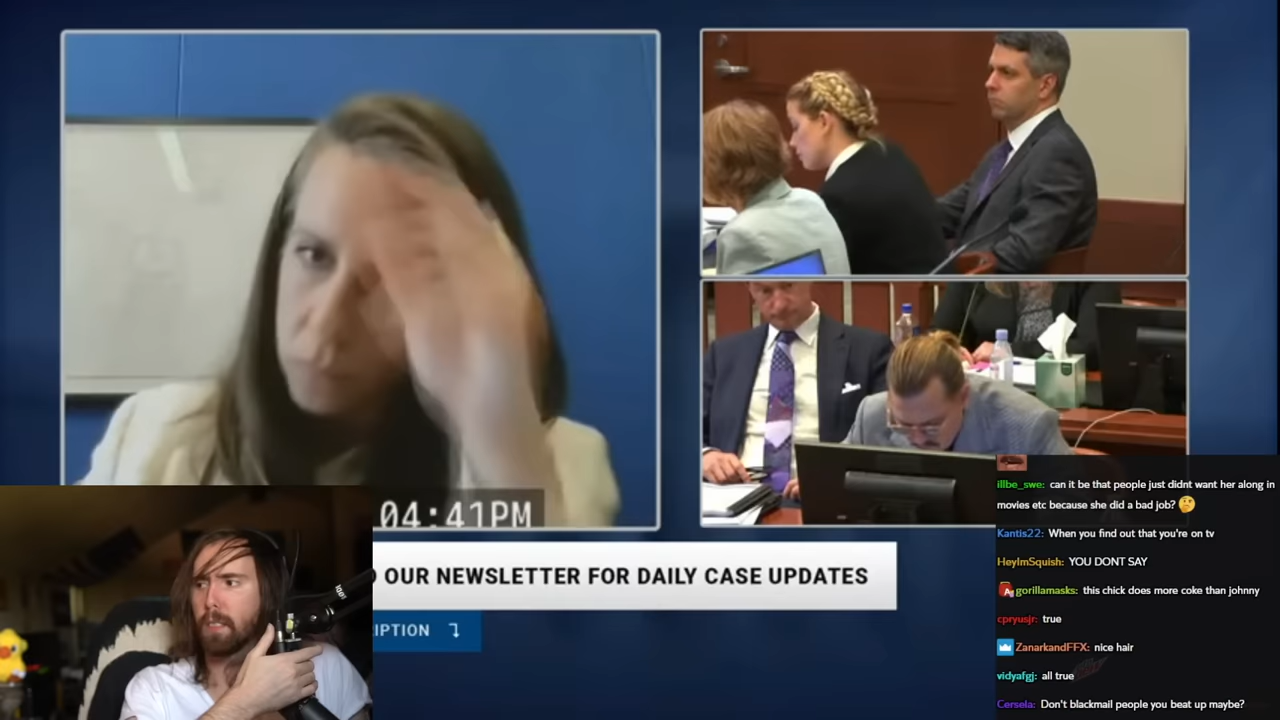 04:41PM
OUR NEWSLETTER FOR DAILY CASE UPDATES
IPTION
illbe_swe: can it be that people just didnt want her along in
movies etc because she did a bad job? 🤔
Kantis22: When you find out that you're on tv
HeyImSquish: YOU DONT SAY
gorillamasks: this chick does more coke than johnny
cpryusjr: true
ZanarkandFFX: nice hair
vidyafgj: all true
Cersela: Don't blackmail people you beat up maybe?